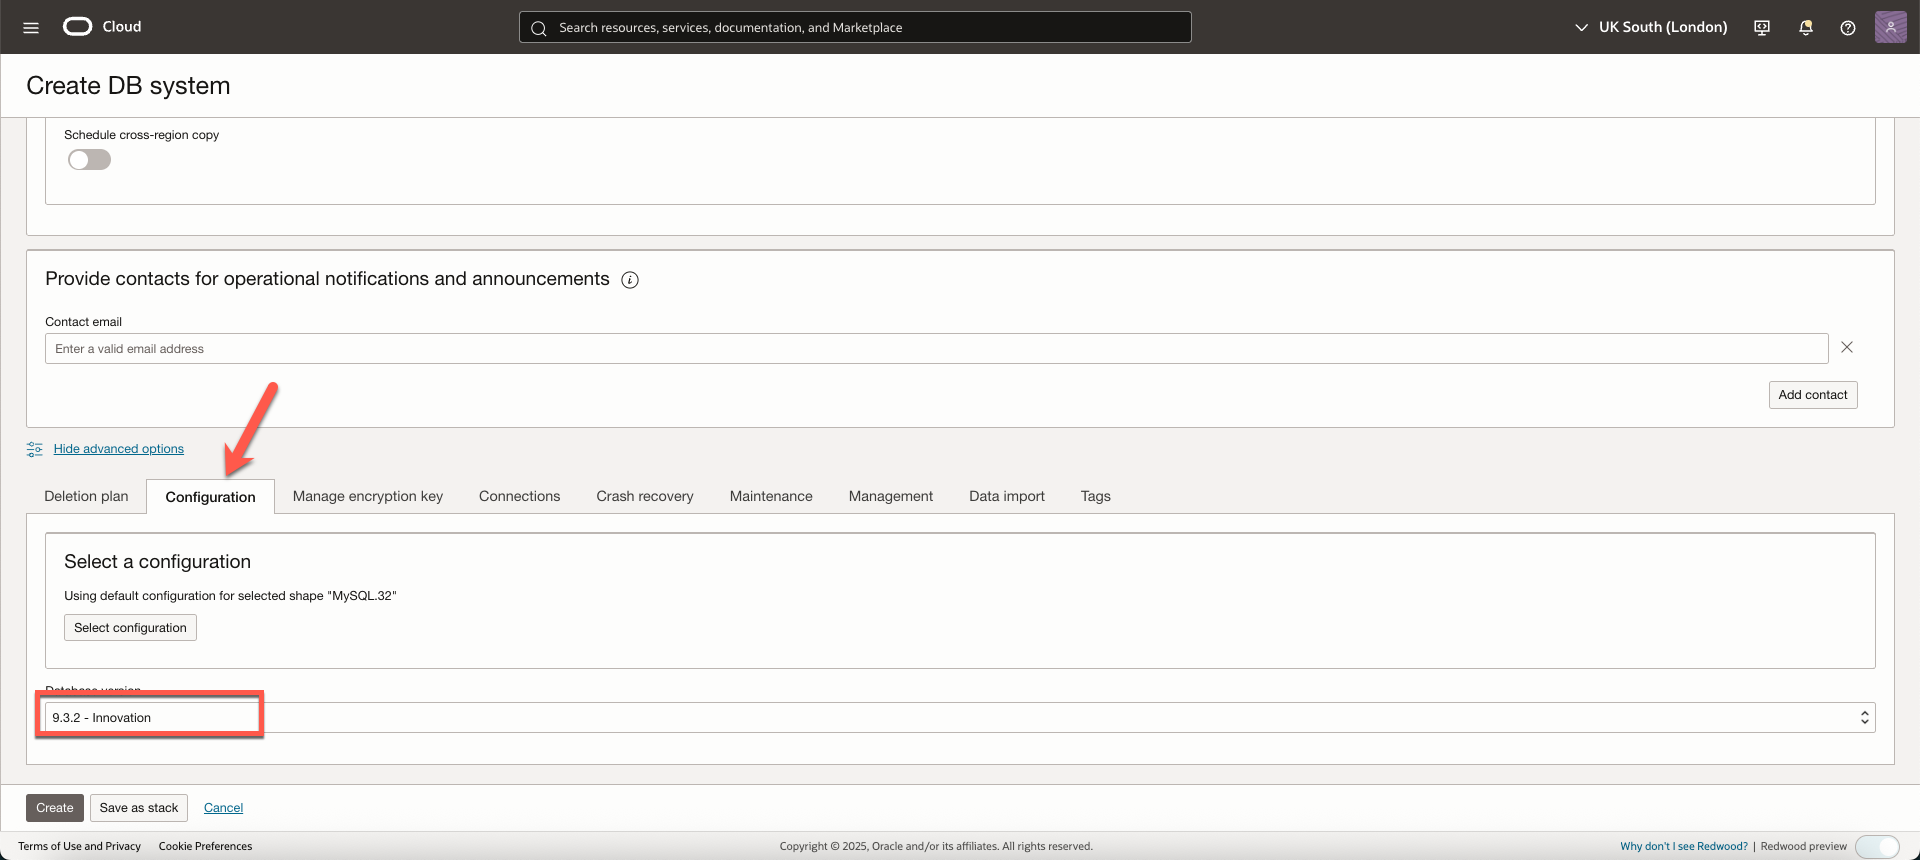 Cloud
Search resources, services, documentation, and Marketplace
UK South (London)
Create DB system
Schedule cross-region copy
Provide contacts for operational notifications and announcements
Contact email
Enter a valid email address
Add contact
Hide advanced options
Deletion plan Configuration Manage encryption key Connections Crash recovery Maintenance Management Data import Tags
Select a configuration
Using default configuration for selected shape "MySQL.32"
Select configuration
Database version
9.3.2 - Innovation
Create Save as stack Cancel
Terms of Use and Privacy Cookie Preferences Copyright © 2025, Oracle and/or its affiliates. All rights reserved. Why don't I see Redwood? | Redwood preview